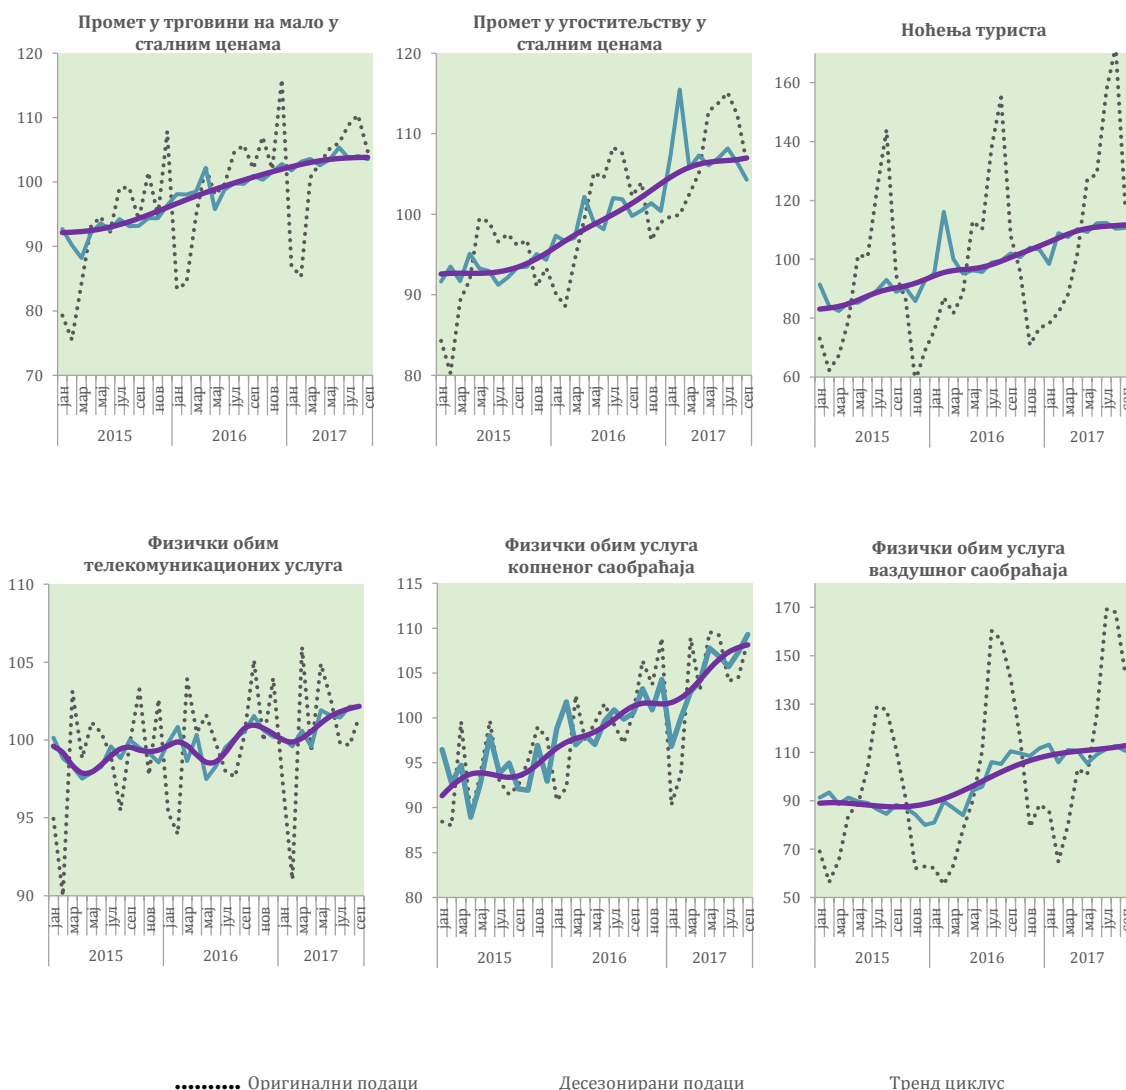 Промет у трговини на мало у
сталним ценама
120
110
100
90
80
70
јан
мар
мај
јул
сеп
нов
јан
мар
мај
јул
сеп
нов
јан
мар
мај
јул
сеп
2015
2016
2017
Промет у угоститељству у
сталним ценама
120
110
100
90
80
јан
мар
мај
јул
сеп
нов
јан
мар
мај
јул
сеп
нов
јан
мар
мај
јул
сеп
2015
2016
2017
Ноћења туриста
160
140
120
100
80
60
јан
мар
мај
јул
сеп
нов
јан
мар
мај
јул
сеп
нов
јан
мар
мај
јул
сеп
2015
2016
2017
Физички обим
телекомуникационих услуга
110
105
100
95
90
јан
мар
мај
јул
сеп
нов
јан
мар
мај
јул
сеп
нов
јан
мар
мај
јул
сеп
2015
2016
2017
Физички обим услуга
копненог саобраћаја
115
110
105
100
95
90
85
80
јан
мар
мај
јул
сеп
нов
јан
мар
мај
јул
сеп
нов
јан
мар
мај
јул
сеп
2015
2016
2017
Физички обим услуга
ваздушног саобраћаја
170
150
130
110
90
70
50
јан
мар
мај
јул
сеп
нов
јан
мар
мај
јул
сеп
нов
јан
мар
мај
јул
сеп
2015
2016
2017
Оригинални подаци
Десезонирани подаци
Тренд циклус